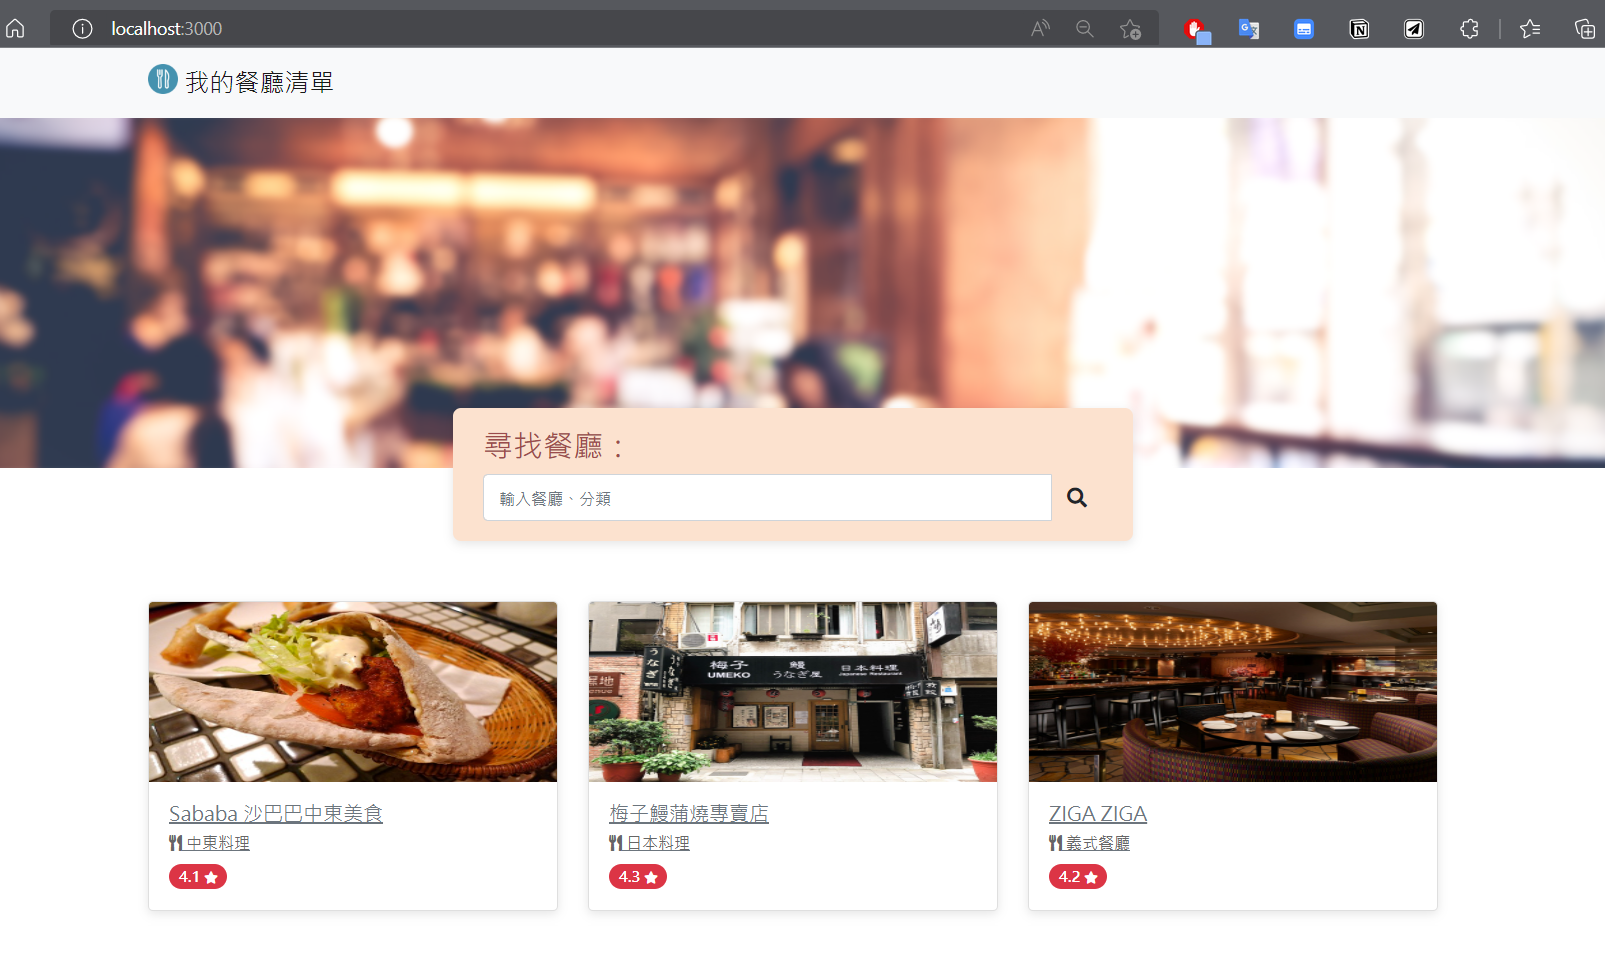 localhost:3000
我的餐廳清單
尋找餐廳：
輸入餐廳、分類
梅子 鰻 日本料理
UMEKO うなぎ屋 Japanese Restaurant
うなぎ
Sababa 沙巴巴中東美食
中東料理
4.1
梅子鰻蒲燒專賣店
日本料理
4.3
ZIGA ZIGA
義式餐廳
4.2